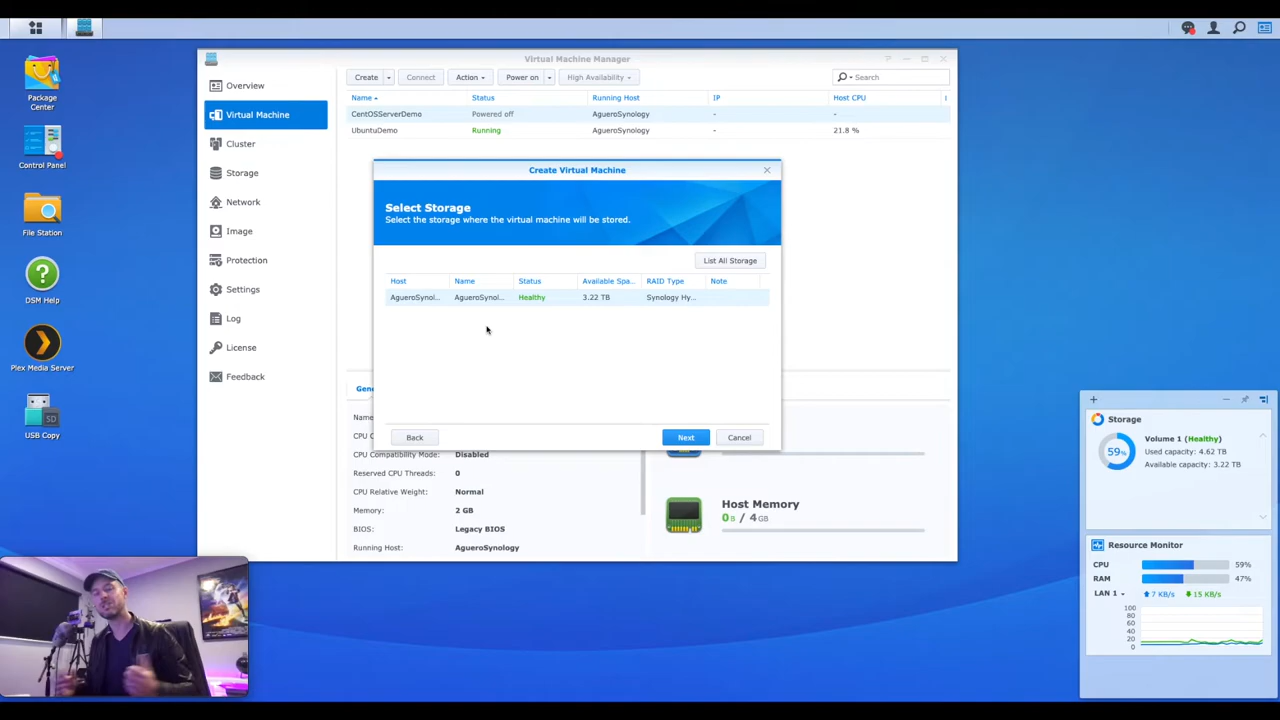 Package
Center
Control Panel
File Station
DSM Help
Plex Media Server
SD
USB Copy
Virtual Machine Manager
Overview
Virtual Machine
Cluster
Storage
Network
Image
Protection
Settings
Log
License
Feedback
Create Connect Action Power on High Availability Search
Name Status Running Host IP Host CPU
CentOSServerDemo Powered off AgueroSynology - -
UbuntuDemo Running AgueroSynology - 21.8 %
Create Virtual Machine
Select Storage
Select the storage where the virtual machine will be stored.
List All Storage
Host Name Status Available Spa... RAID Type Note
AgueroSynol... AgueroSynol... Healthy 3.22 TB Synology Hy...
Back Next Cancel
CPU Compatibility Mode: Disabled
Reserved CPU Threads: 0
CPU Relative Weight: Normal
Memory: 2 GB
BIOS: Legacy BIOS
Running Host: AgueroSynology
Host Memory
0 B / 4 GB
Storage
59%
Volume 1 (Healthy)
Used capacity: 4.62 TB
Available capacity: 3.22 TB
Resource Monitor
CPU 59%
RAM 47%
LAN 1 7 KB/s 15 KB/s
100
80
60
40
20
0